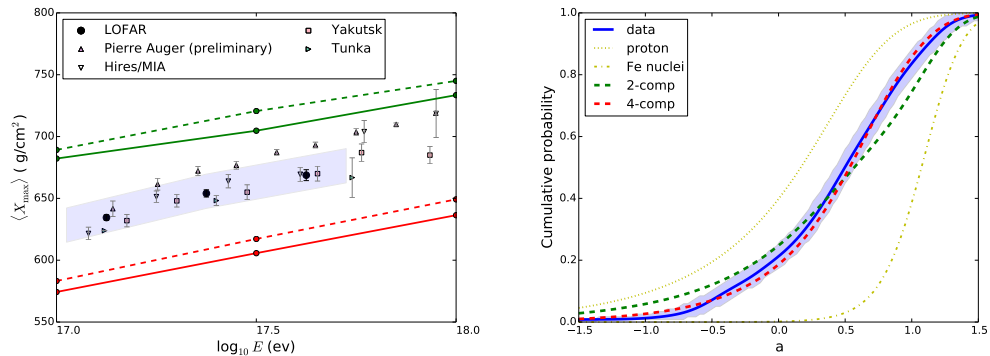 LOFAR
Pierre Auger (preliminary)
Hires/MIA
Yakutsk
Tunka
800
750
700
650
600
550
⟨X_max⟩ ( g/cm²)
17.0
17.5
18.0
log₁₀ E (ev)
data
proton
Fe nuclei
2-comp
4-comp
1.0
0.8
0.6
0.4
0.2
0.0
Cumulative probability
−1.5
−1.0
−0.5
0.0
0.5
1.0
1.5
a